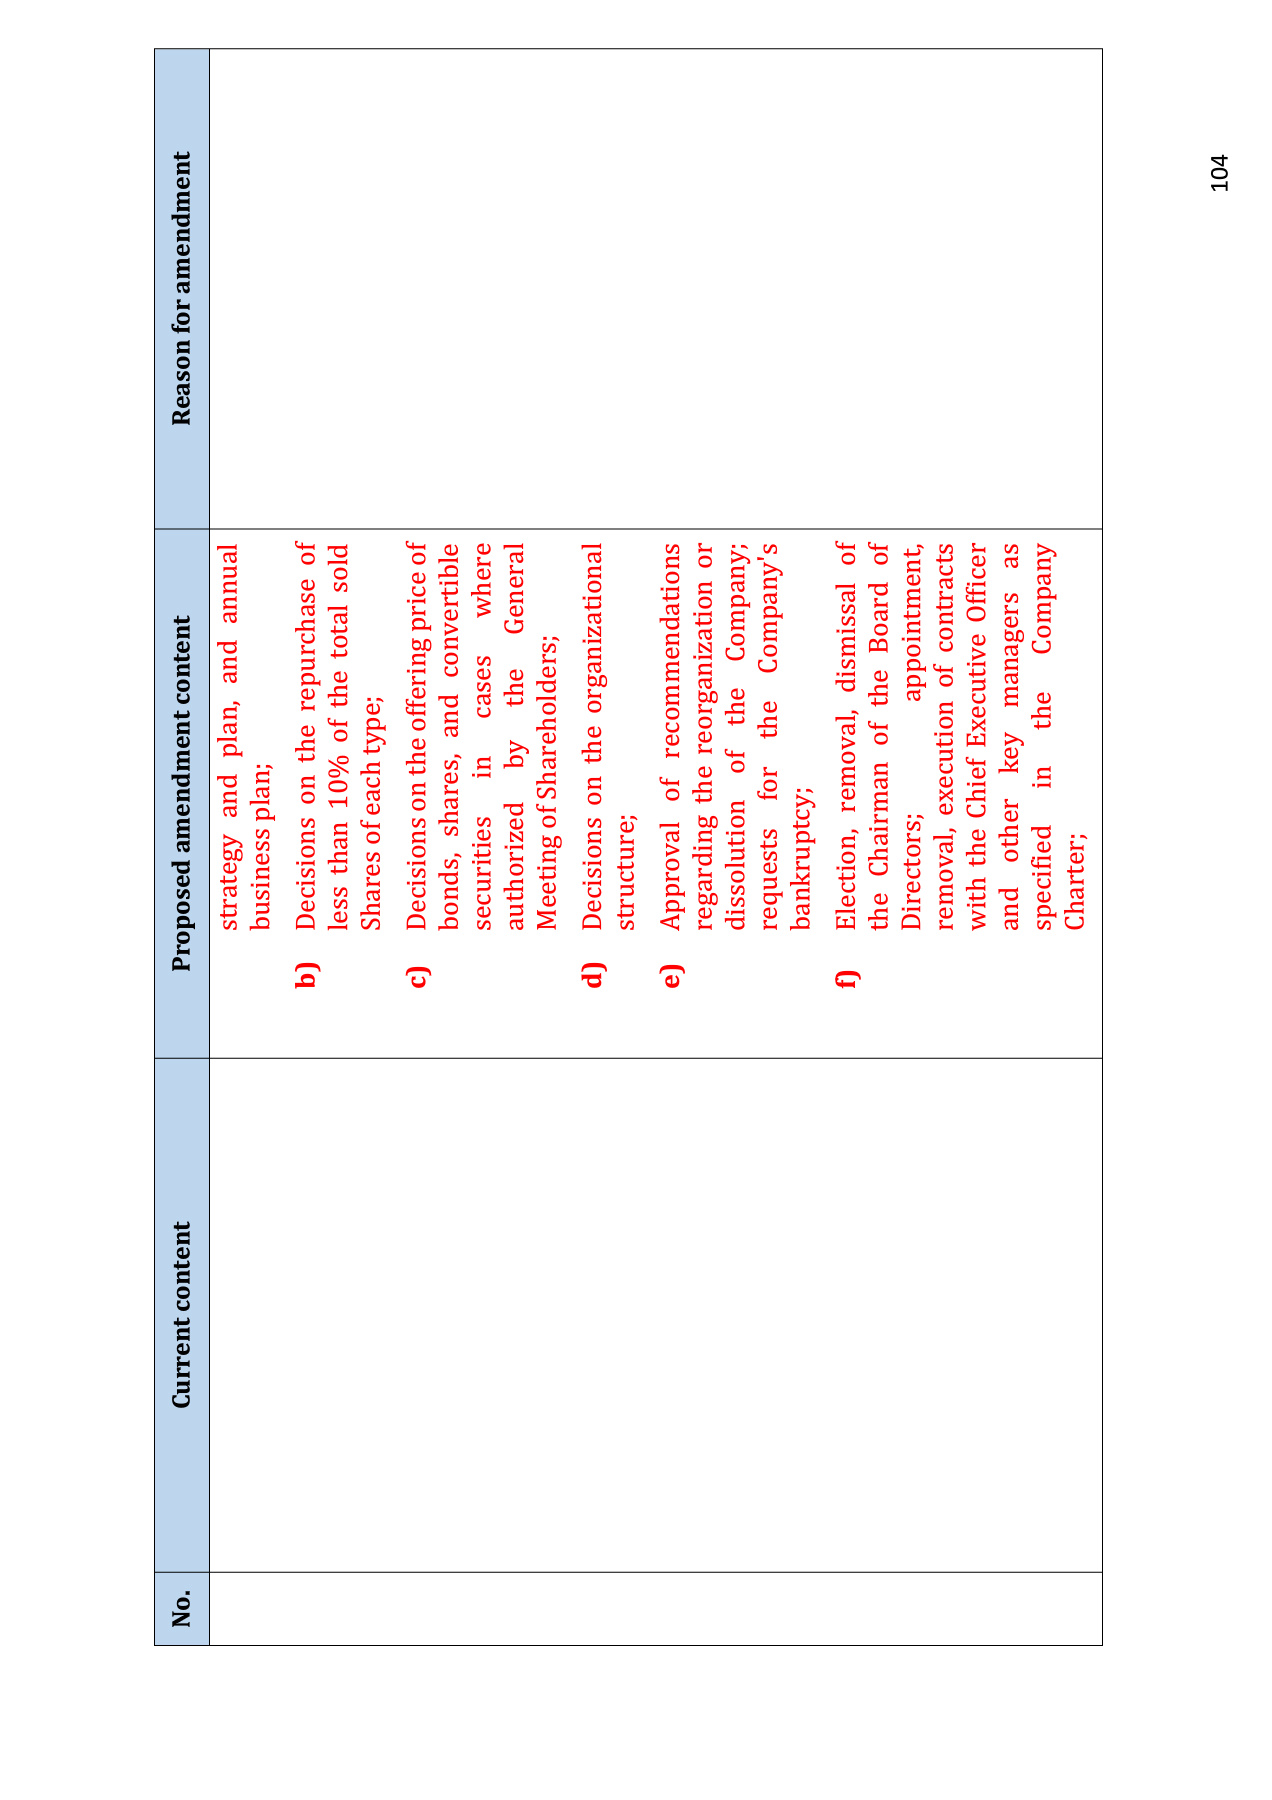 No. Current content Proposed amendment content Reason for amendment
strategy and plan, and annual
business plan;
b) Decisions on the repurchase of
less than 10% of the total sold
Shares of each type;
c) Decisions on the offering price of
bonds, shares, and convertible
securities in cases where
authorized by the General
Meeting of Shareholders;
d) Decisions on the organizational
structure;
e) Approval of recommendations
regarding the reorganization or
dissolution of the Company;
requests for the Company's
bankruptcy;
f) Election, removal, dismissal of
the Chairman of the Board of
Directors; appointment,
removal, execution of contracts
with the Chief Executive Officer
and other key managers as
specified in the Company
Charter;
104